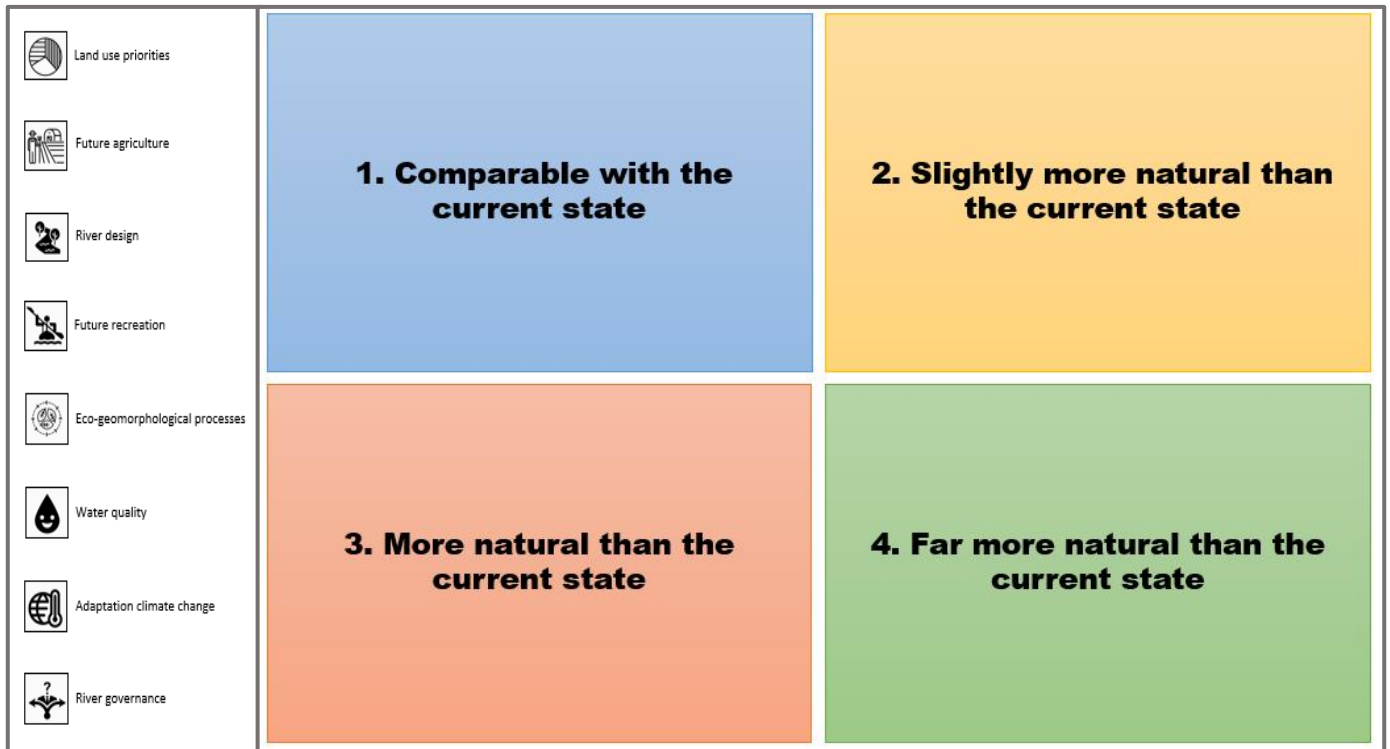 Land use priorities
Future agriculture
River design
Future recreation
Eco-geomorphological processes
Water quality
Adaptation climate change
?
River governance
1. Comparable with the
current state
2. Slightly more natural than
the current state
3. More natural than the
current state
4. Far more natural than the
current state